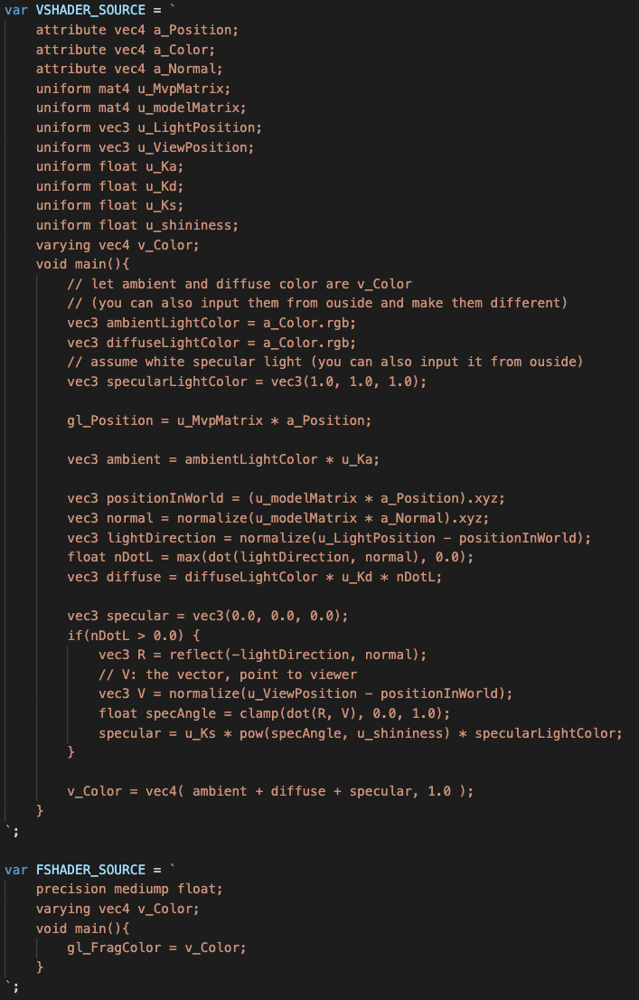 var VSHADER_SOURCE = `
    attribute vec4 a_Position;
    attribute vec4 a_Color;
    attribute vec4 a_Normal;
    uniform mat4 u_MvpMatrix;
    uniform mat4 u_modelMatrix;
    uniform vec3 u_LightPosition;
    uniform vec3 u_ViewPosition;
    uniform float u_Ka;
    uniform float u_Kd;
    uniform float u_Ks;
    uniform float u_shininess;
    varying vec4 v_Color;
    void main(){
        // let ambient and diffuse color are v_Color
        // (you can also input them from ouside and make them different)
        vec3 ambientLightColor = a_Color.rgb;
        vec3 diffuseLightColor = a_Color.rgb;
        // assume white specular light (you can also input it from ouside)
        vec3 specularLightColor = vec3(1.0, 1.0, 1.0);

        gl_Position = u_MvpMatrix * a_Position;

        vec3 ambient = ambientLightColor * u_Ka;

        vec3 positionInWorld = (u_modelMatrix * a_Position).xyz;
        vec3 normal = normalize(u_modelMatrix * a_Normal).xyz;
        vec3 lightDirection = normalize(u_LightPosition - positionInWorld);
        float nDotL = max(dot(lightDirection, normal), 0.0);
        vec3 diffuse = diffuseLightColor * u_Kd * nDotL;

        vec3 specular = vec3(0.0, 0.0, 0.0);
        if(nDotL > 0.0) {
            vec3 R = reflect(-lightDirection, normal);
            // V: the vector, point to viewer
            vec3 V = normalize(u_ViewPosition - positionInWorld);
            float specAngle = clamp(dot(R, V), 0.0, 1.0);
            specular = u_Ks * pow(specAngle, u_shininess) * specularLightColor;
        }

        v_Color = vec4( ambient + diffuse + specular, 1.0 );
    }
`;

var FSHADER_SOURCE = `
    precision mediump float;
    varying vec4 v_Color;
    void main(){
        gl_FragColor = v_Color;
    }
`;